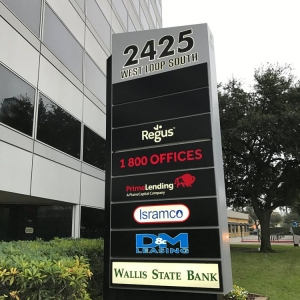 2425
WEST LOOP SOUTH
Regus
1 800 OFFICES
PrimeLending
A PlainsCapital Company
Isramco
D&M
LEASING
WALLIS STATE BANK